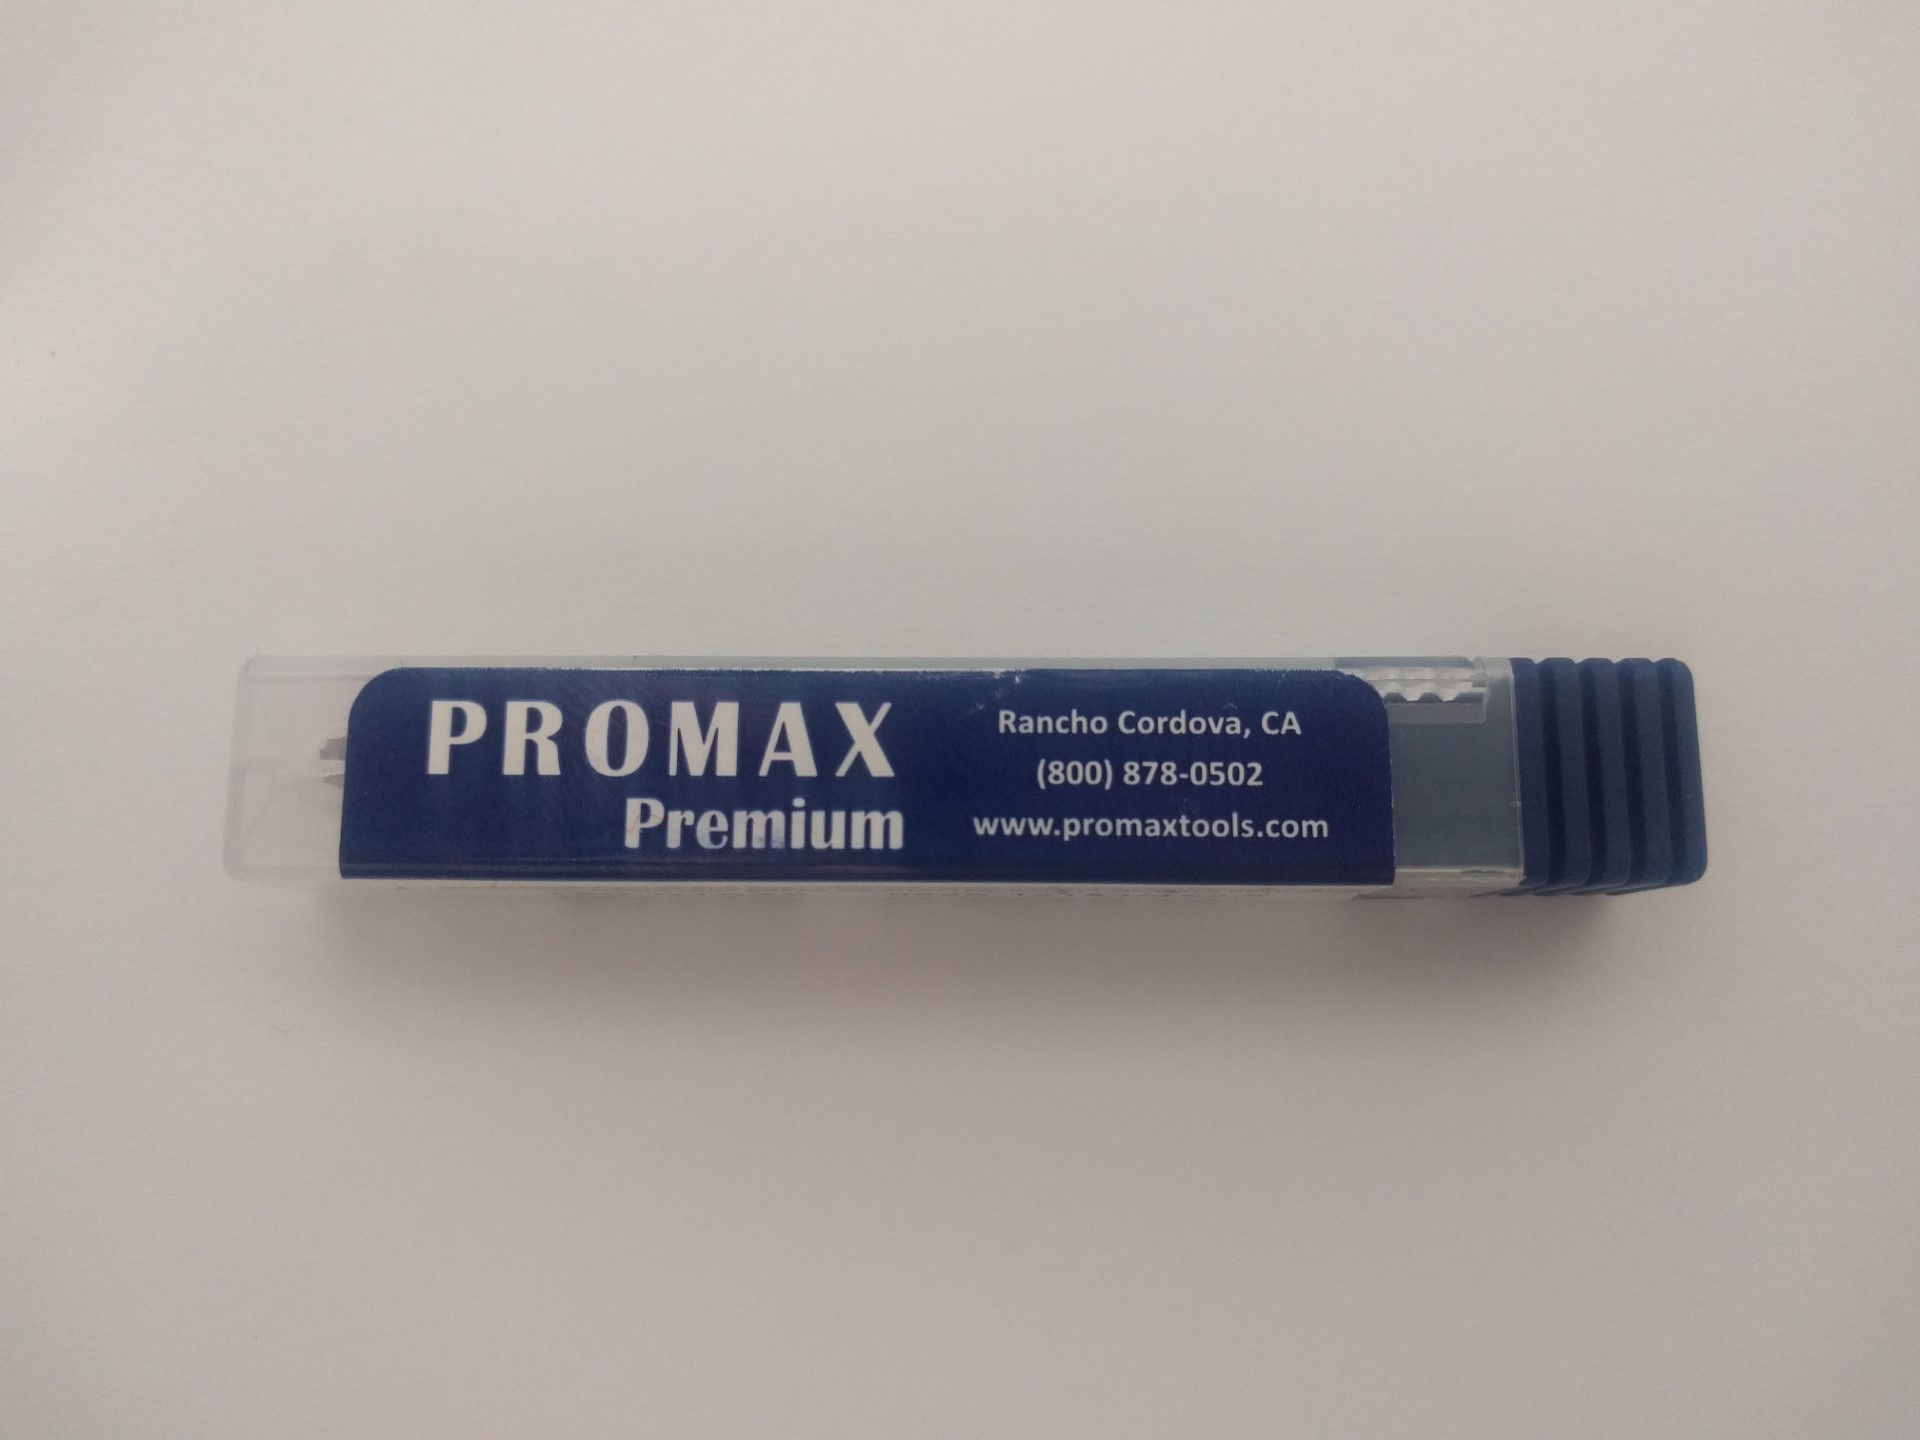 PROMAX
Premium
Rancho Cordova, CA
(800) 878-0502
www.promaxtools.com